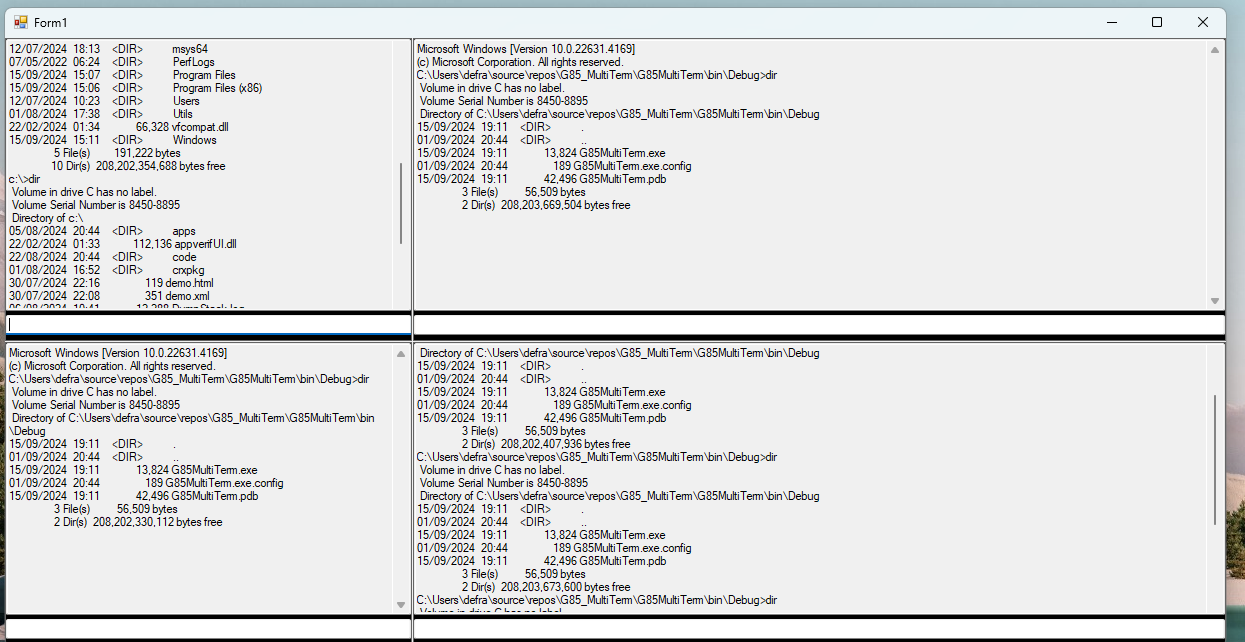 Form1
12/07/2024 18:13 <DIR> msys64
07/05/2022 06:24 <DIR> PerfLogs
15/09/2024 15:07 <DIR> Program Files
15/09/2024 15:06 <DIR> Program Files (x86)
12/07/2024 10:23 <DIR> Users
01/08/2024 17:38 <DIR> Utils
22/02/2024 01:34 66,328 vfcompat.dll
15/09/2024 15:11 <DIR> Windows
5 File(s) 191,222 bytes
10 Dir(s) 208,202,354,688 bytes free
c:\>dir
Volume in drive C has no label.
Volume Serial Number is 8450-8895
Directory of c:\
05/08/2024 20:44 <DIR> apps
22/02/2024 01:33 112,136 appverifUI.dll
22/08/2024 20:44 <DIR> code
01/08/2024 16:52 <DIR> crxpkg
30/07/2024 22:16 119 demo.html
30/07/2024 22:08 351 demo.xml
Microsoft Windows [Version 10.0.22631.4169]
(c) Microsoft Corporation. All rights reserved.
C:\Users\defra\source\repos\G85_MultiTerm\G85MultiTerm\bin\Debug>dir
Volume in drive C has no label.
Volume Serial Number is 8450-8895
Directory of C:\Users\defra\source\repos\G85_MultiTerm\G85MultiTerm\bin\Debug
15/09/2024 19:11 <DIR> .
01/09/2024 20:44 <DIR> ..
15/09/2024 19:11 13,824 G85MultiTerm.exe
01/09/2024 20:44 189 G85MultiTerm.exe.config
15/09/2024 19:11 42,496 G85MultiTerm.pdb
3 File(s) 56,509 bytes
2 Dir(s) 208,203,669,504 bytes free
Microsoft Windows [Version 10.0.22631.4169]
(c) Microsoft Corporation. All rights reserved.
C:\Users\defra\source\repos\G85_MultiTerm\G85MultiTerm\bin\Debug>dir
Volume in drive C has no label.
Volume Serial Number is 8450-8895
Directory of C:\Users\defra\source\repos\G85_MultiTerm\G85MultiTerm\bin
\Debug
15/09/2024 19:11 <DIR> .
01/09/2024 20:44 <DIR> ..
15/09/2024 19:11 13,824 G85MultiTerm.exe
01/09/2024 20:44 189 G85MultiTerm.exe.config
15/09/2024 19:11 42,496 G85MultiTerm.pdb
3 File(s) 56,509 bytes
2 Dir(s) 208,202,330,112 bytes free
Directory of C:\Users\defra\source\repos\G85_MultiTerm\G85MultiTerm\bin\Debug
15/09/2024 19:11 <DIR> .
01/09/2024 20:44 <DIR> ..
15/09/2024 19:11 13,824 G85MultiTerm.exe
01/09/2024 20:44 189 G85MultiTerm.exe.config
15/09/2024 19:11 42,496 G85MultiTerm.pdb
3 File(s) 56,509 bytes
2 Dir(s) 208,202,407,936 bytes free
C:\Users\defra\source\repos\G85_MultiTerm\G85MultiTerm\bin\Debug>dir
Volume in drive C has no label.
Volume Serial Number is 8450-8895
Directory of C:\Users\defra\source\repos\G85_MultiTerm\G85MultiTerm\bin\Debug
15/09/2024 19:11 <DIR> .
01/09/2024 20:44 <DIR> ..
15/09/2024 19:11 13,824 G85MultiTerm.exe
01/09/2024 20:44 189 G85MultiTerm.exe.config
15/09/2024 19:11 42,496 G85MultiTerm.pdb
3 File(s) 56,509 bytes
2 Dir(s) 208,203,673,600 bytes free
C:\Users\defra\source\repos\G85_MultiTerm\G85MultiTerm\bin\Debug>dir